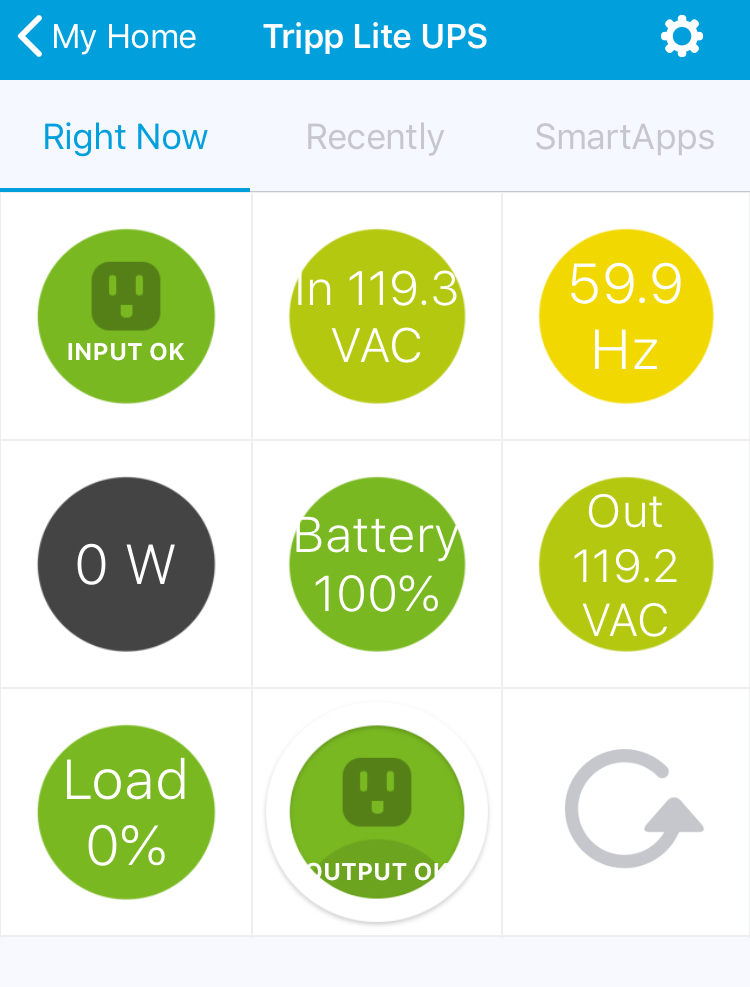 My Home
Tripp Lite UPS
Right Now
Recently
SmartApps
INPUT OK
In 119.3
VAC
59.9
Hz
0 W
Battery
100%
Out
119.2
VAC
Load
0%
OUTPUT OK